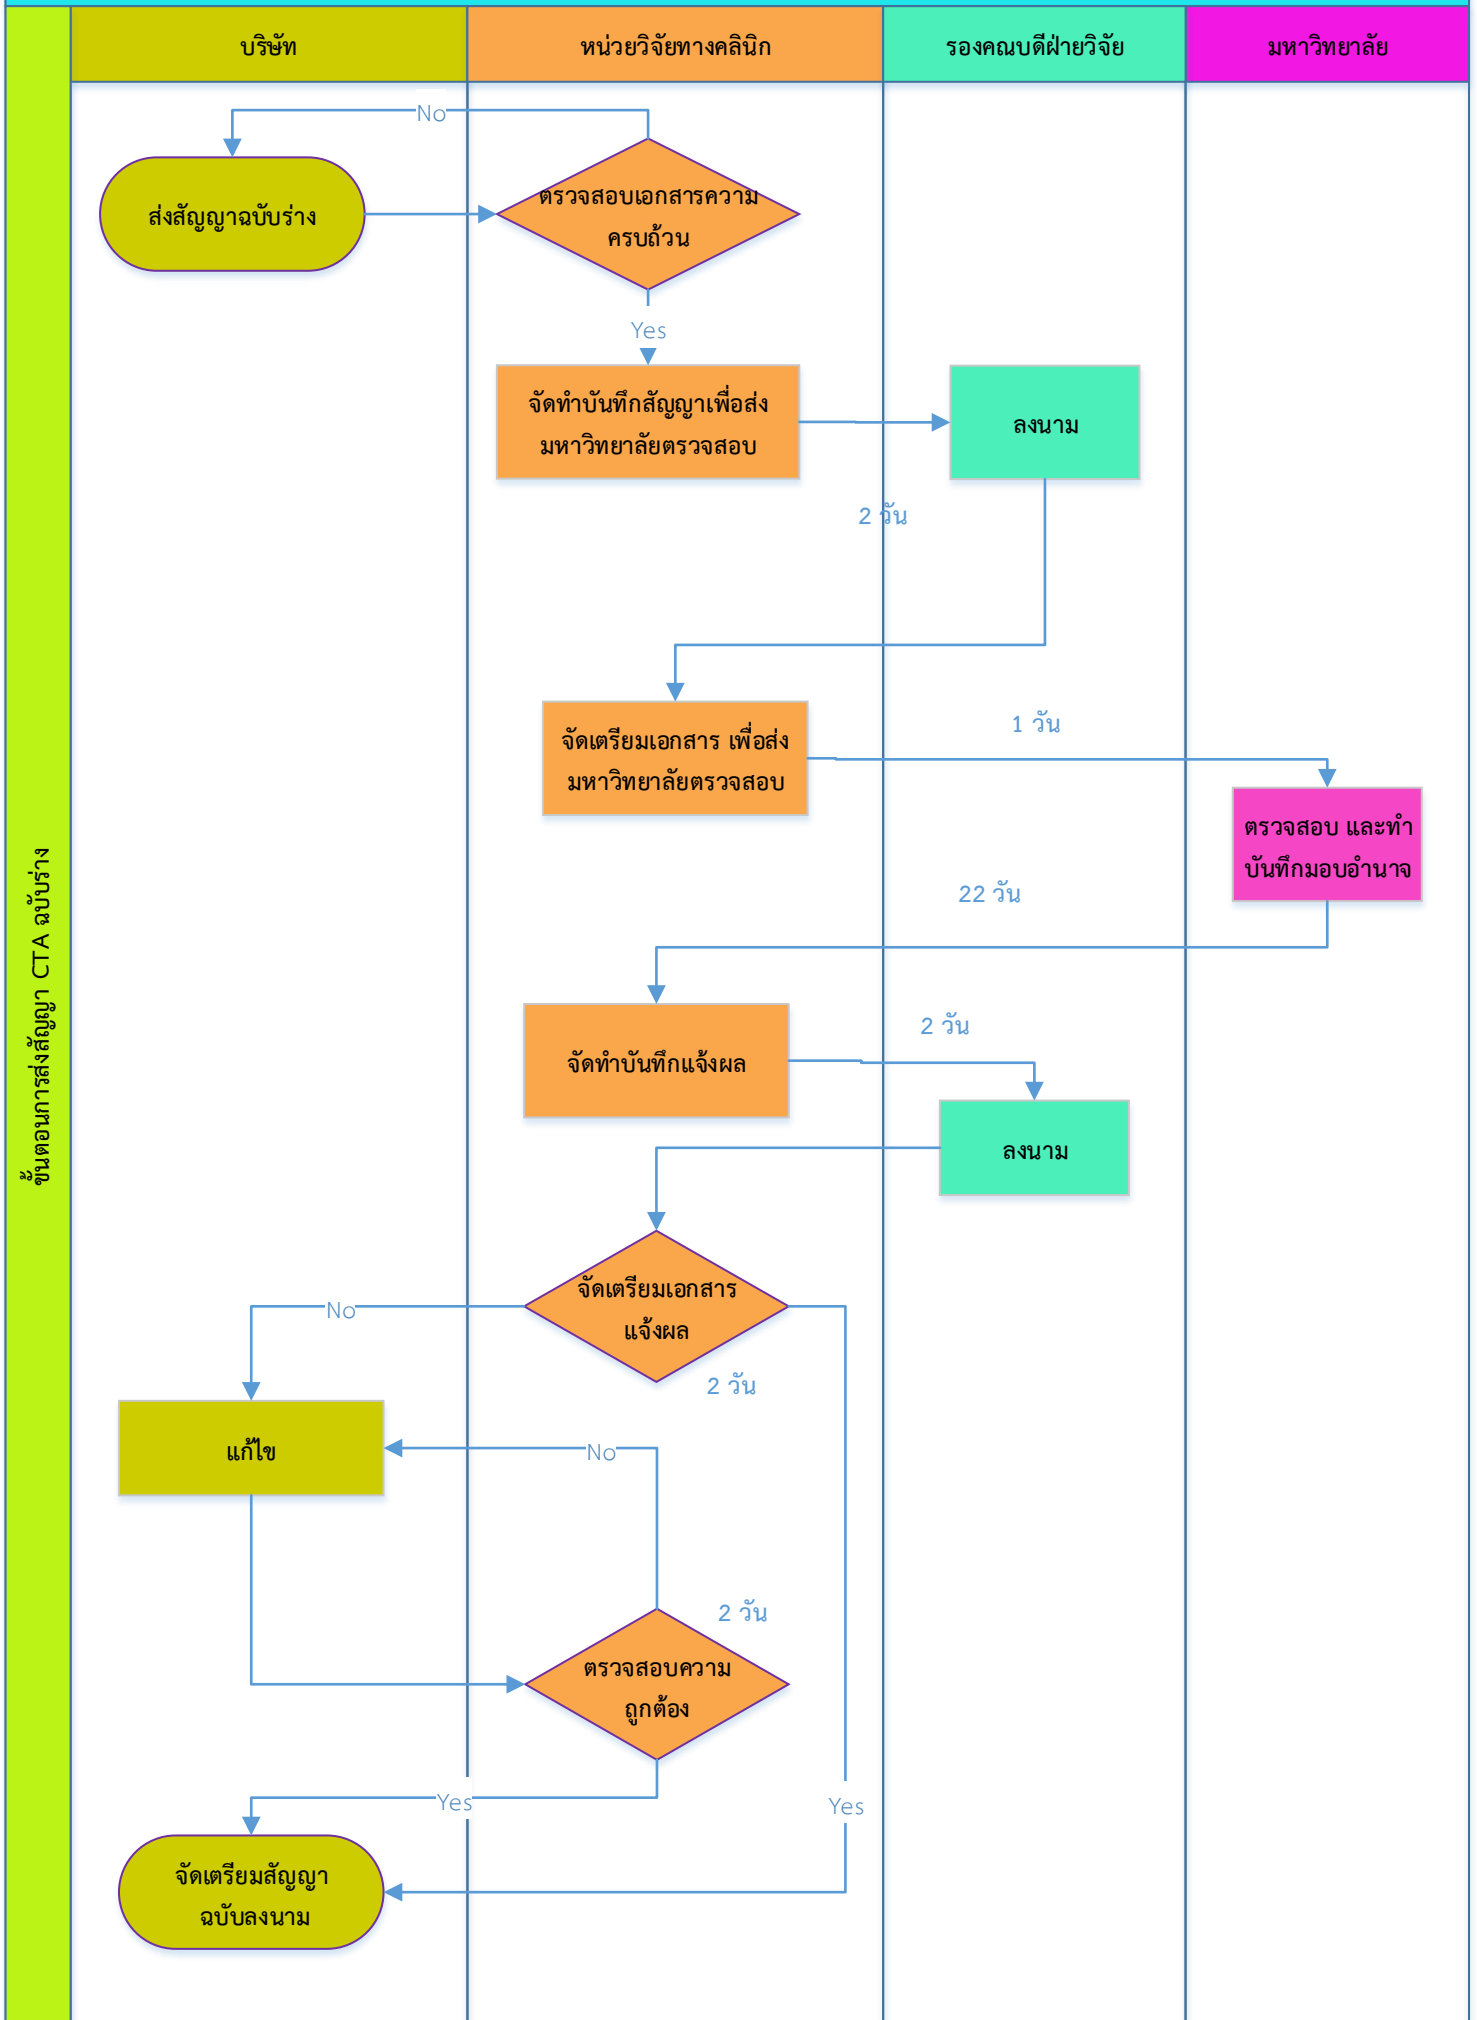 บริษัท
หน่วยวิจัยทางคลินิก
รองคณบดีฝ่ายวิจัย
มหาวิทยาลัย
ขั้นตอนการส่งสัญญา CTA ฉบับร่าง
No
ส่งสัญญาฉบับร่าง
ตรวจสอบเอกสารความ
ครบถ้วน
Yes
จัดทำบันทึกสัญญาเพื่อส่ง
มหาวิทยาลัยตรวจสอบ
ลงนาม
2 วัน
จัดเตรียมเอกสาร เพื่อส่ง
มหาวิทยาลัยตรวจสอบ
1 วัน
ตรวจสอบ และทำ
บันทึกมอบอำนาจ
22 วัน
จัดทำบันทึกแจ้งผล
2 วัน
ลงนาม
จัดเตรียมเอกสาร
แจ้งผล
No
2 วัน
แก้ไข
No
2 วัน
ตรวจสอบความ
ถูกต้อง
Yes
Yes
จัดเตรียมสัญญา
ฉบับลงนาม